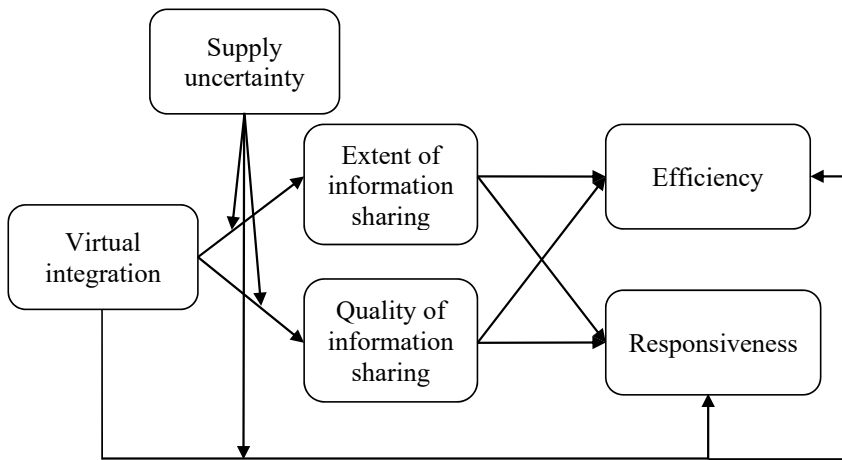 Supply
uncertainty
Extent of
information
sharing
Efficiency
Virtual
integration
Quality of
information
sharing
Responsiveness